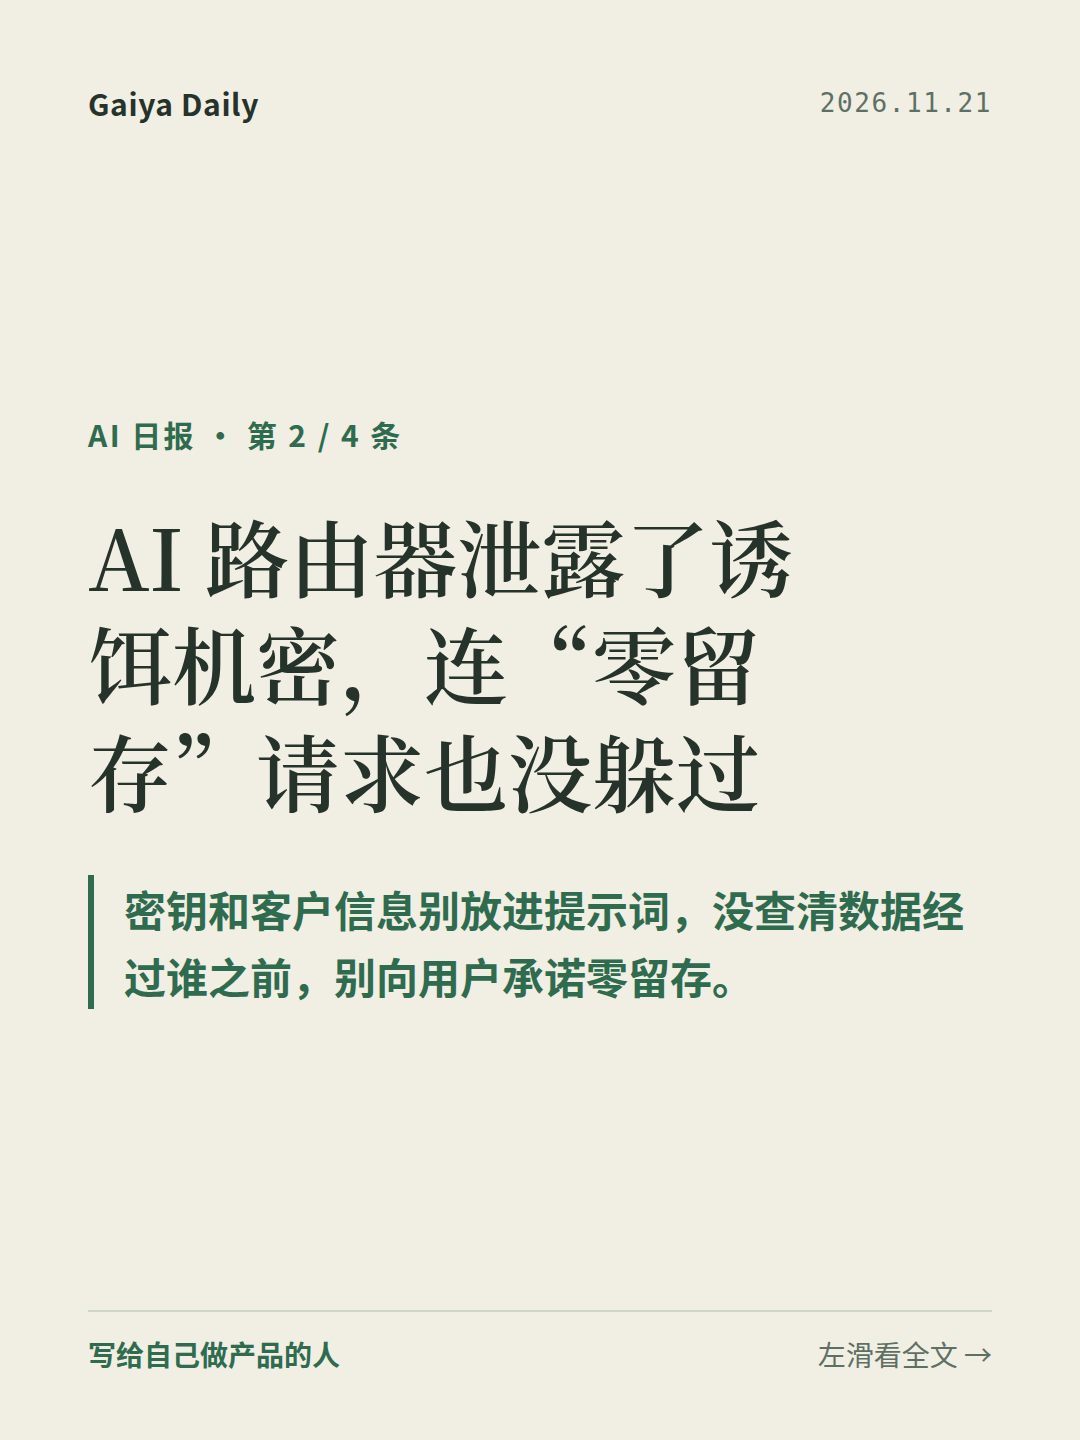 Gaiya Daily
2026.11.21
AI 日报 · 第 2 / 4 条
AI 路由器泄露了诱
饵机密，连“零留
存”请求也没躲过
密钥和客户信息别放进提示词，没查清数据经
过谁之前，别向用户承诺零留存。
写给自己做产品的人
左滑看全文 →